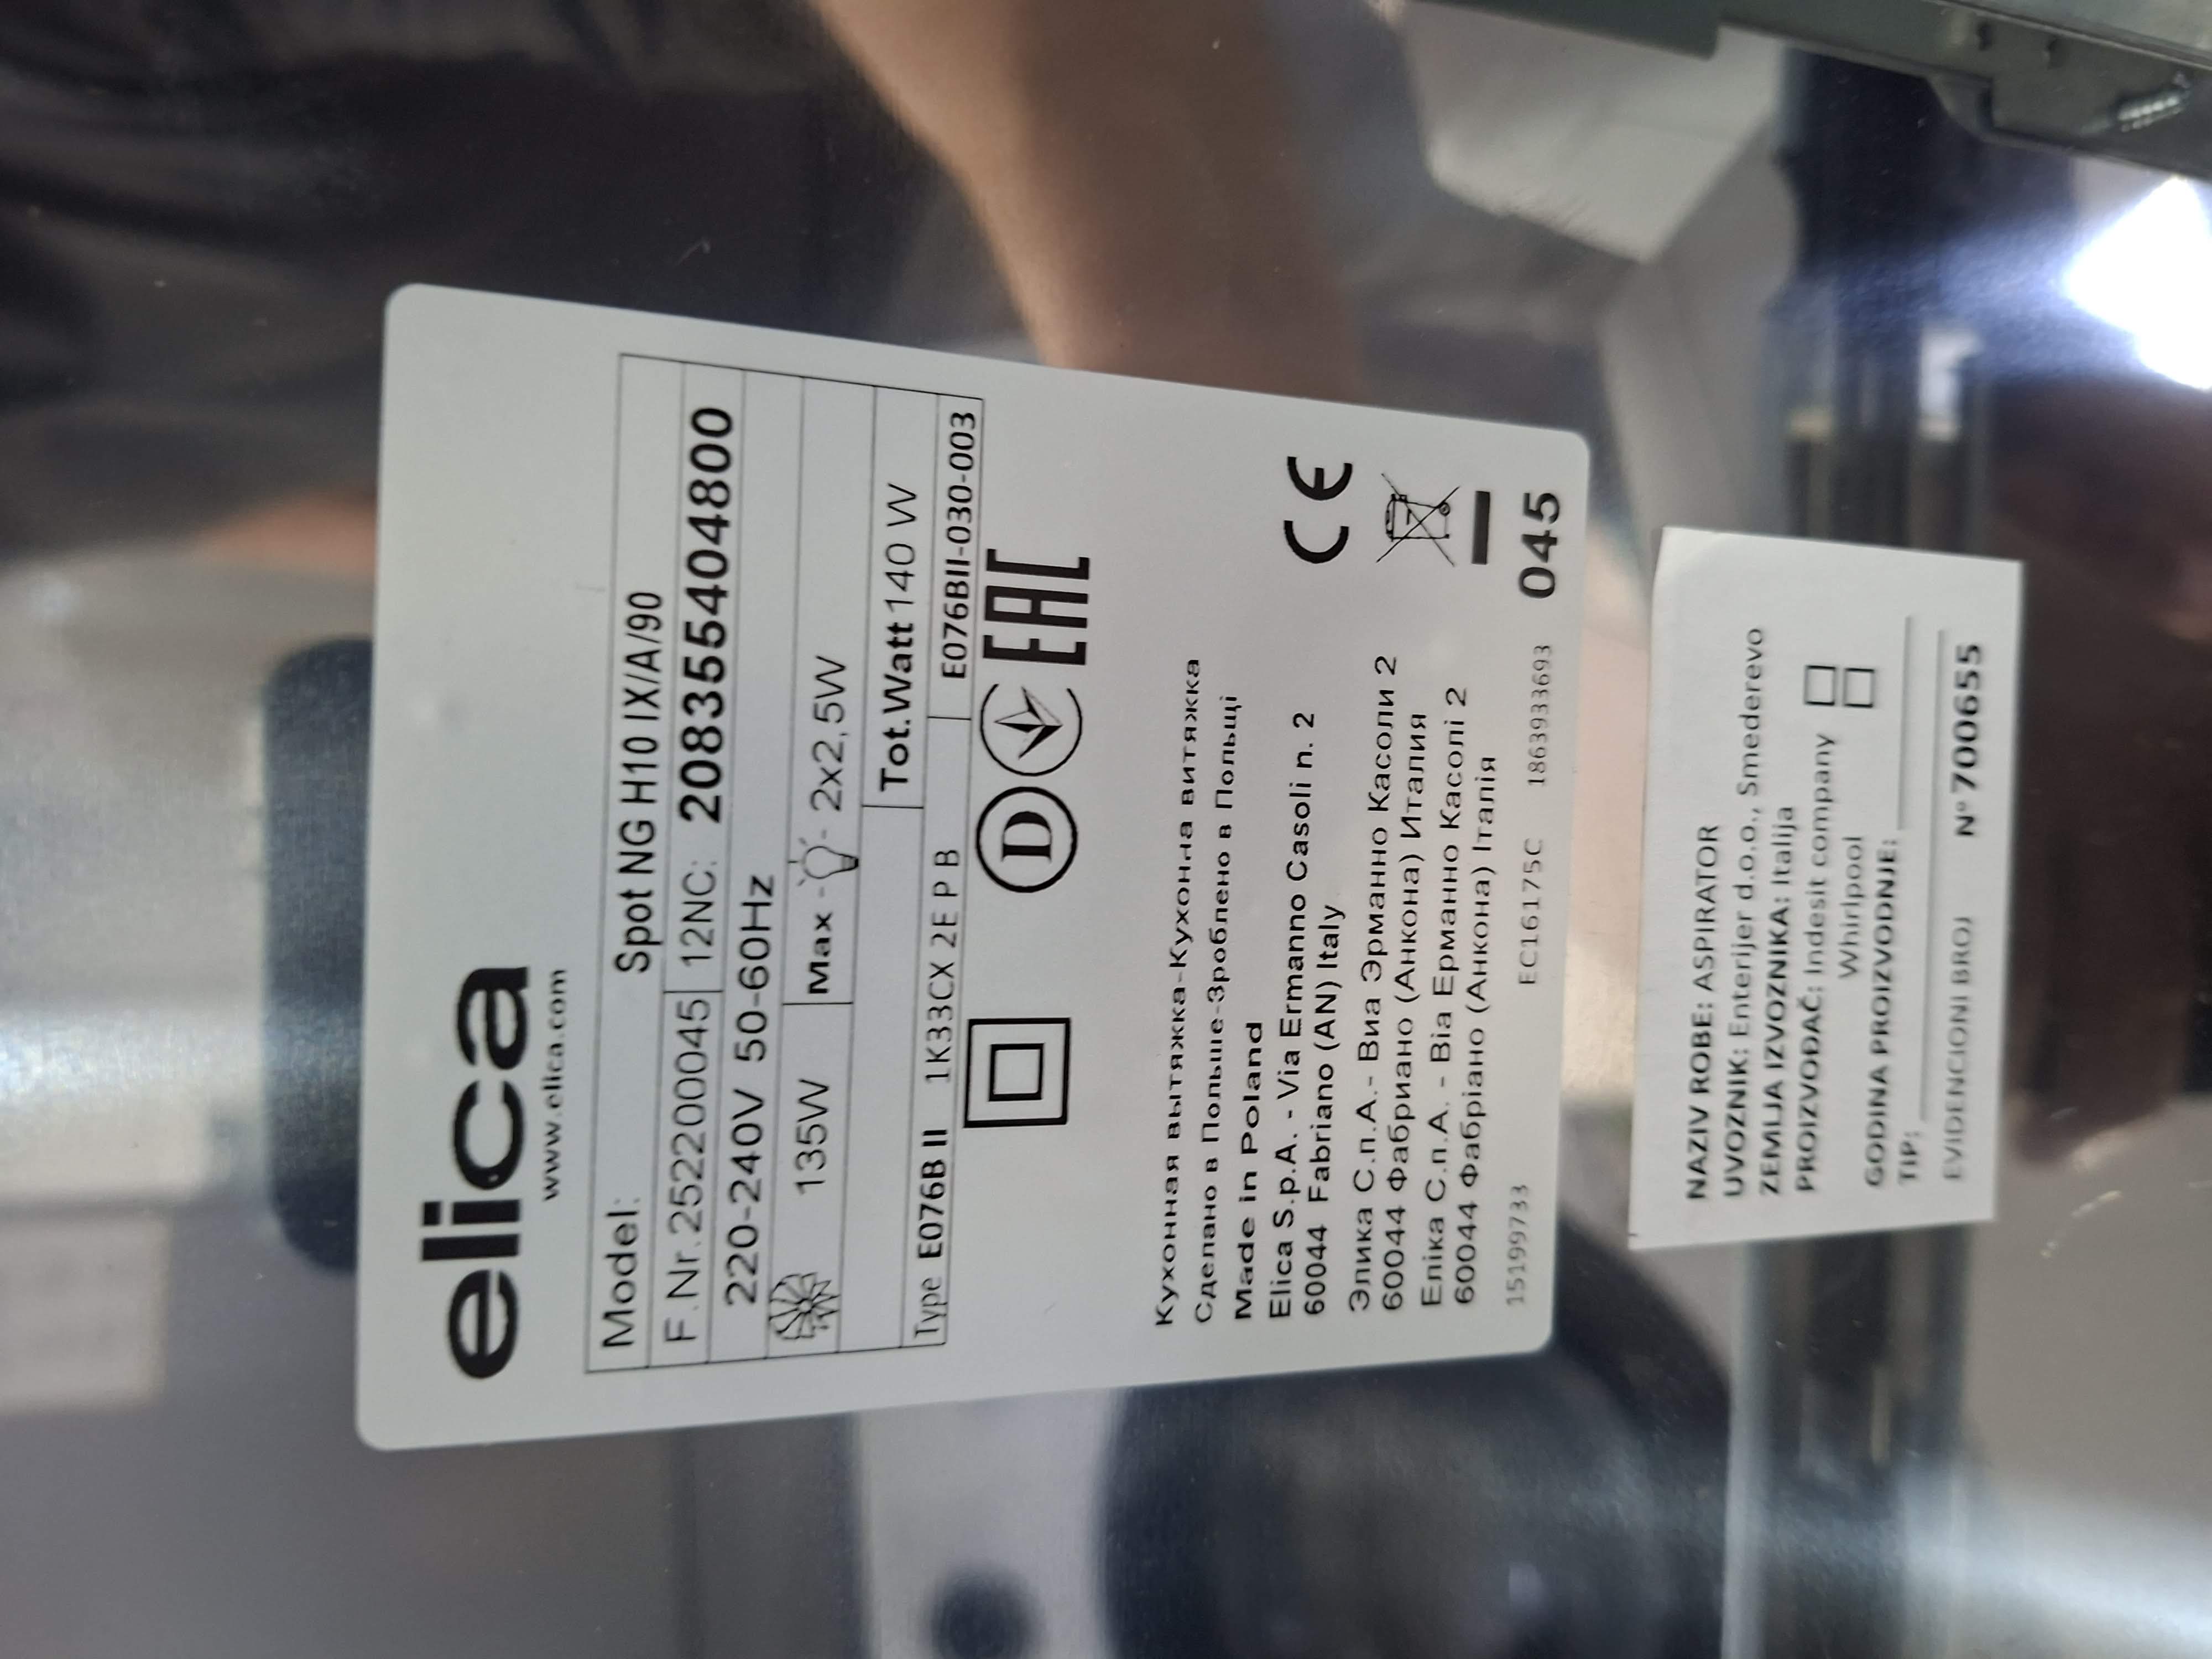 elica
www.elica.com
Model: Spot NG H10 IX/A/90
F.Nr.252200045 12NC: 208355404800
220-240V 50-60Hz
135W Max - 2x2,5W
Tot.Watt 140 W
Type E076B II 1K33CX 2E P B E076BII-030-003
D EAC
Кухонная вытяжка-Кухонна витяжка
Сделано в Польше-Зроблено в Польщі
Made in Poland
Elica S.p.A. - Via Ermanno Casoli n. 2
60044 Fabriano (AN) Italy
CE
Элика С.п.А.- Виа Эрманно Касоли 2
60044 Фабриано (Анкона) Италия
Еліка С.п.А. - Віа Ерманно Касолі 2
60044 Фабріано (Анкона) Італія
15199733 EC16175C 1863933693 045
NAZIV ROBE: ASPIRATOR
UVOZNIK: Enterijer d.o.o., Smederevo
ZEMLJA IZVOZNIKA: Italija
PROIZVOĐAČ: Indesit company
Whirlpool
GODINA PROIZVODNJE:
TIP:
EVIDENCIONI BROJ Nº 700655